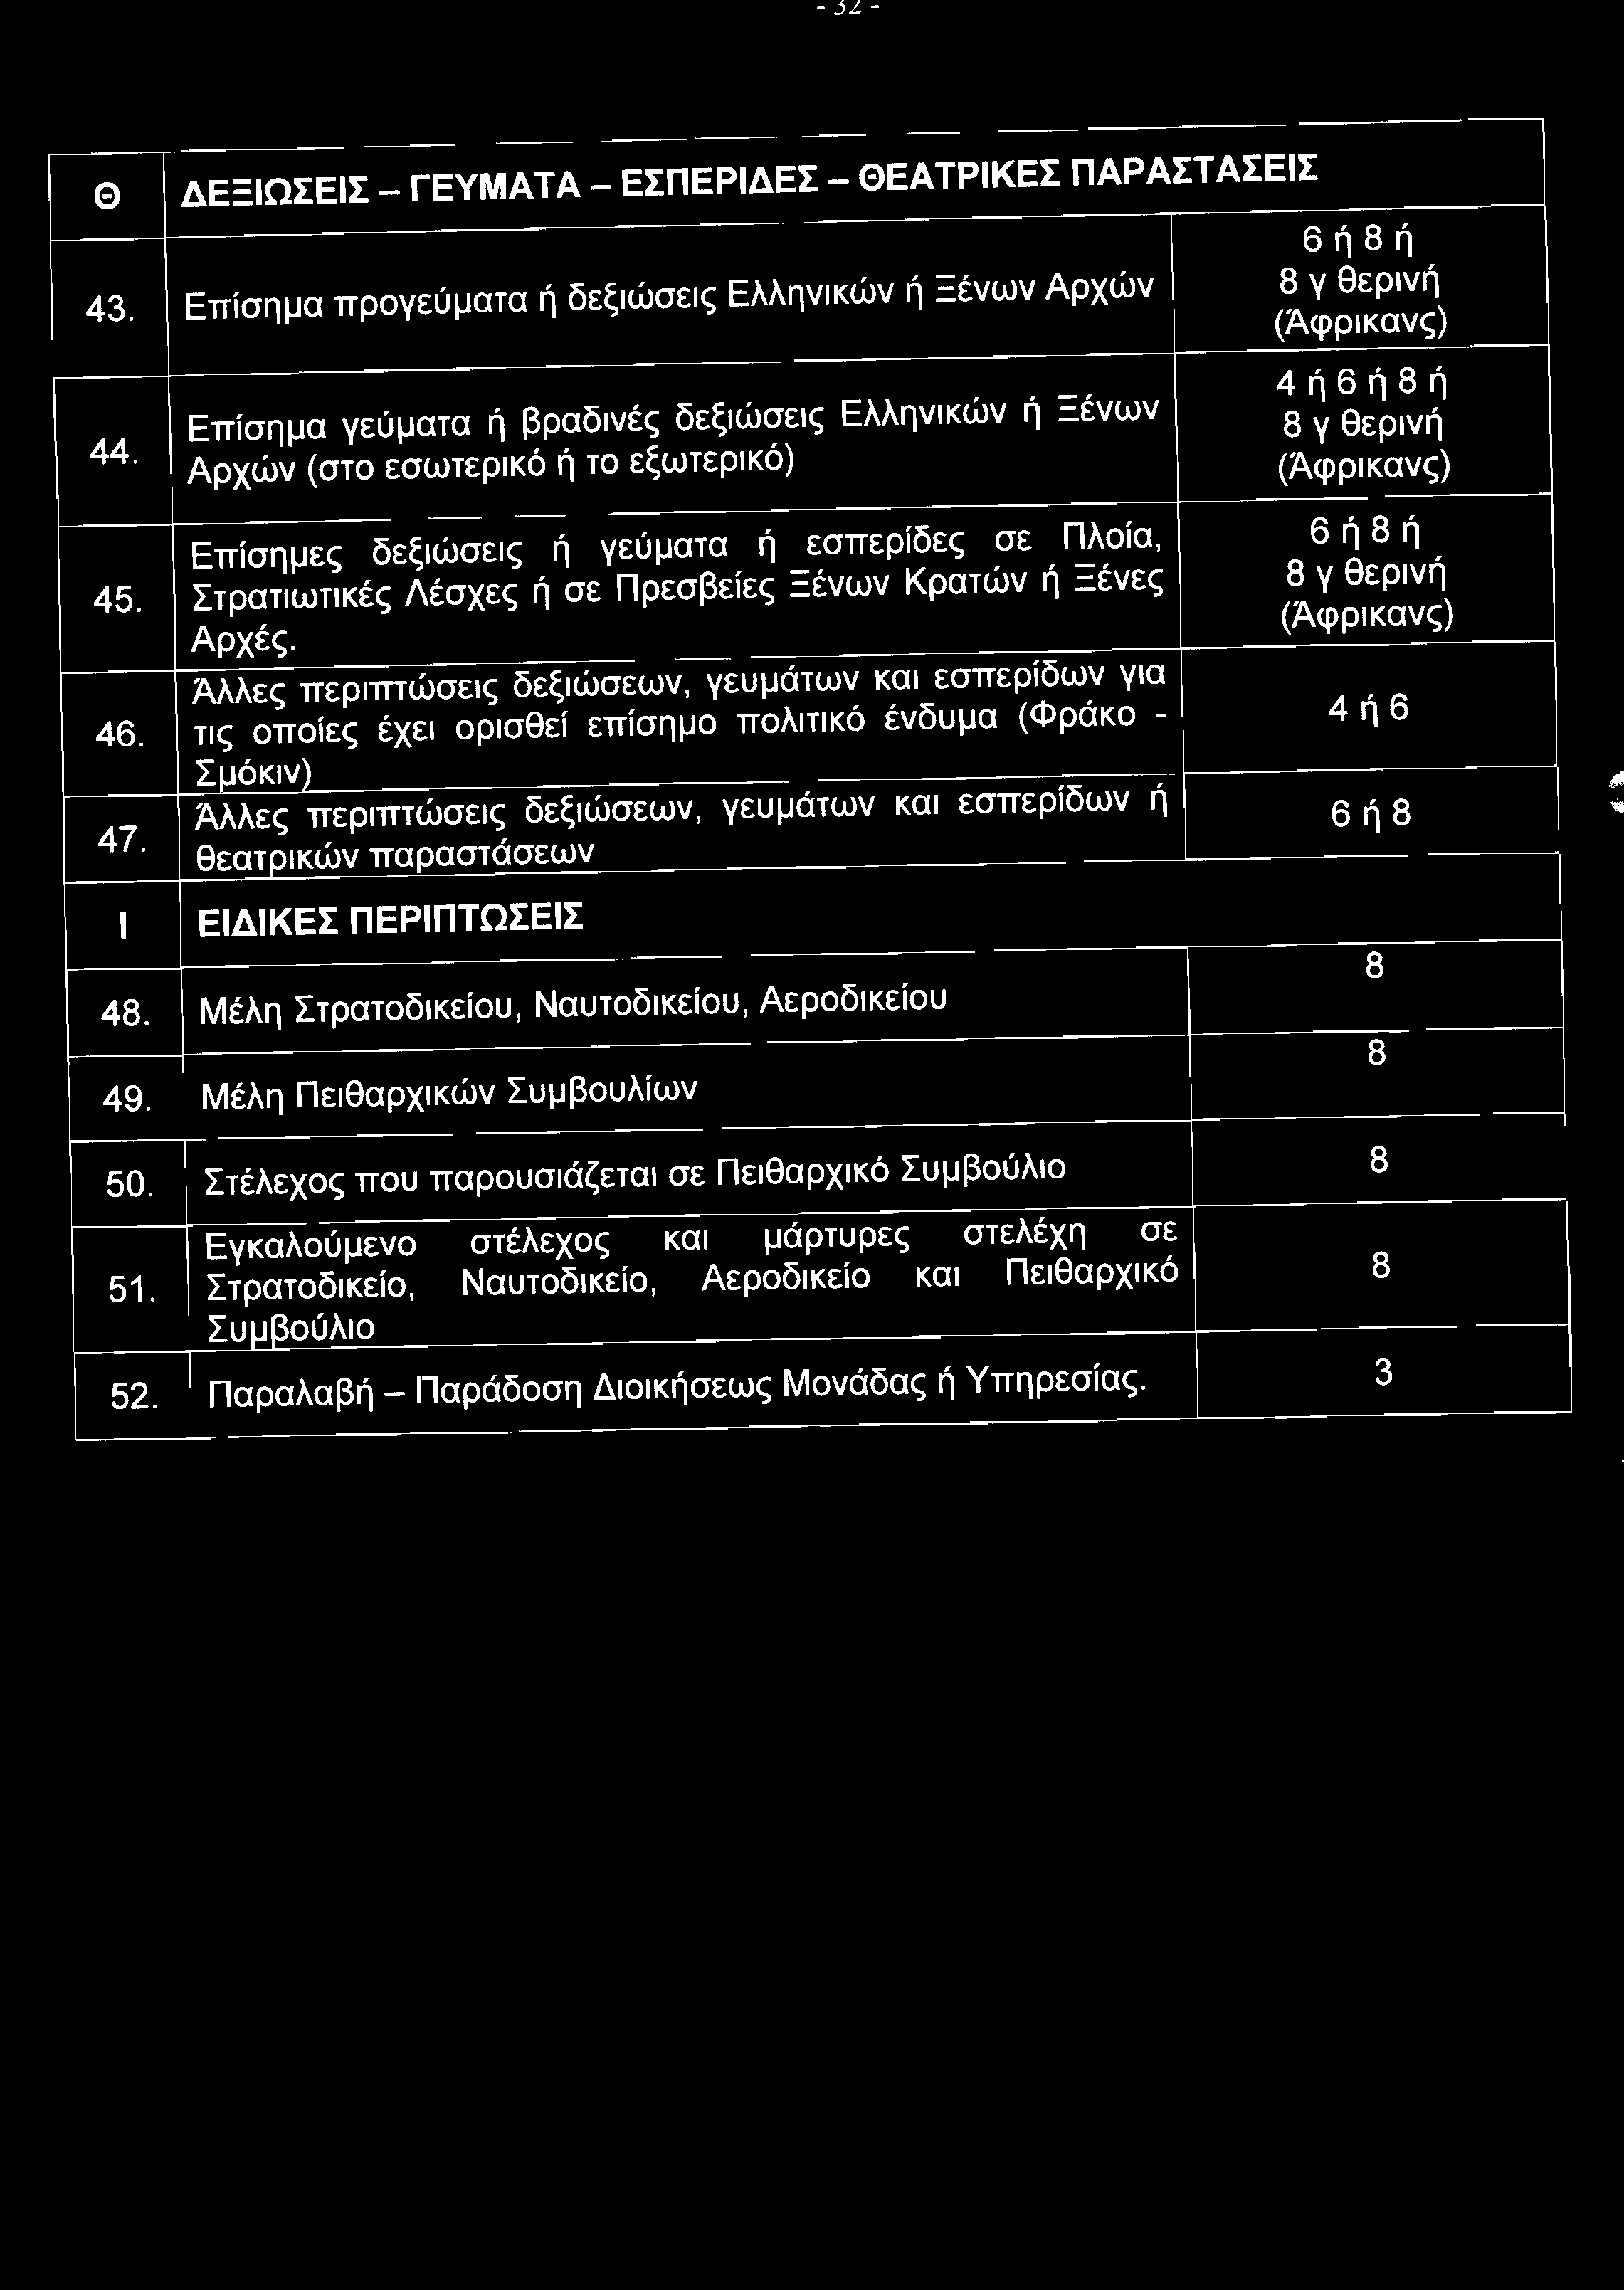 - 32 -
Θ ΔΕΞΙΩΣΕΙΣ – ΓΕΥΜΑΤΑ – ΕΣΠΕΡΙΔΕΣ – ΘΕΑΤΡΙΚΕΣ ΠΑΡΑΣΤΑΣΕΙΣ
43. Επίσημα προγεύματα ή δεξιώσεις Ελληνικών ή Ξένων Αρχών
6 ή 8 ή
8 γ θερινή
(Άφρικανς)
44.
Επίσημα γεύματα ή βραδινές δεξιώσεις Ελληνικών ή Ξένων
Αρχών (στο εσωτερικό ή το εξωτερικό)
4 ή 6 ή 8 ή
8 γ θερινή
(Άφρικανς)
45.
Επίσημες δεξιώσεις ή γεύματα ή εσπερίδες σε Πλοία,
Στρατιωτικές Λέσχες ή σε Πρεσβείες Ξένων Κρατών ή Ξένες
Αρχές.
6 ή 8 ή
8 γ θερινή
(Άφρικανς)
46.
Άλλες περιπτώσεις δεξιώσεων, γευμάτων και εσπερίδων για
τις οποίες έχει ορισθεί επίσημο πολιτικό ένδυμα (Φράκο -
Σμόκιν)
4 ή 6
47.
Άλλες περιπτώσεις δεξιώσεων, γευμάτων και εσπερίδων ή
θεατρικών παραστάσεων
6 ή 8
Ι ΕΙΔΙΚΕΣ ΠΕΡΙΠΤΩΣΕΙΣ
48. Μέλη Στρατοδικείου, Ναυτοδικείου, Αεροδικείου 8
49. Μέλη Πειθαρχικών Συμβουλίων 8
50. Στέλεχος που παρουσιάζεται σε Πειθαρχικό Συμβούλιο 8
51.
Εγκαλούμενο στέλεχος και μάρτυρες στελέχη σε
Στρατοδικείο, Ναυτοδικείο, Αεροδικείο και Πειθαρχικό
Συμβούλιο
8
52. Παραλαβή – Παράδοση Διοικήσεως Μονάδας ή Υπηρεσίας. 3